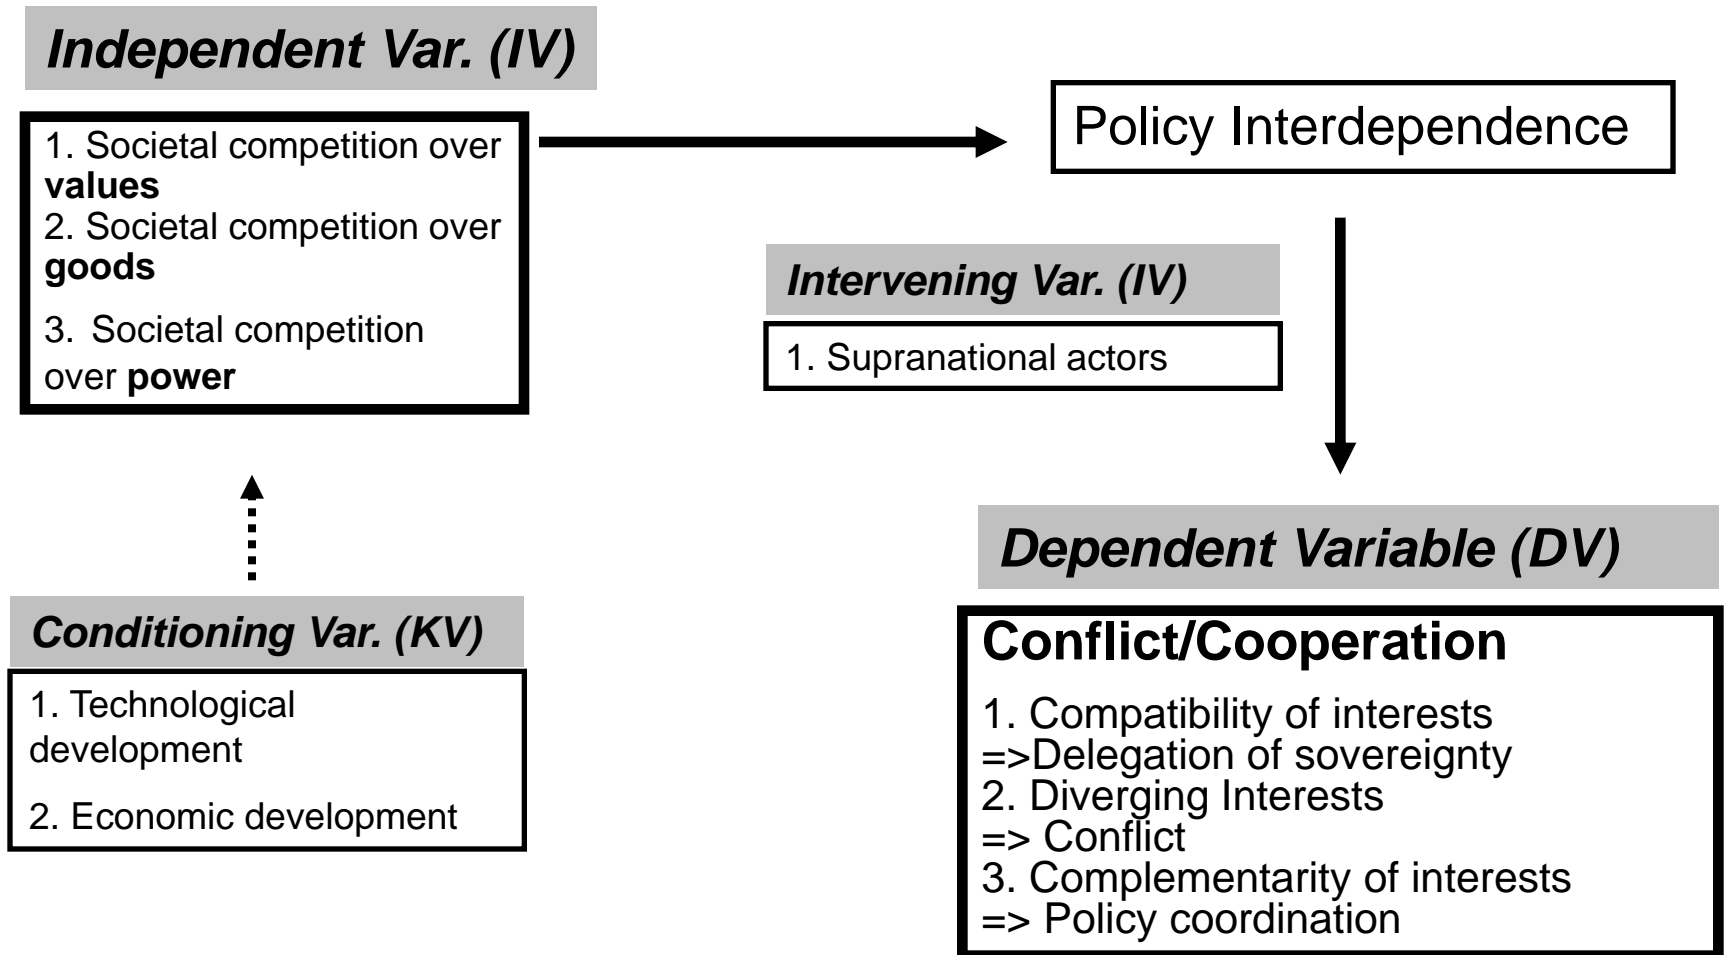 Independent Var. (IV)
1. Societal competition over
values
2. Societal competition over
goods
3. Societal competition
over power
Policy Interdependence
Intervening Var. (IV)
1. Supranational actors
Conditioning Var. (KV)
1. Technological
development
2. Economic development
Dependent Variable (DV)
Conflict/Cooperation
1. Compatibility of interests
=>Delegation of sovereignty
2. Diverging Interests
=> Conflict
3. Complementarity of interests
=> Policy coordination